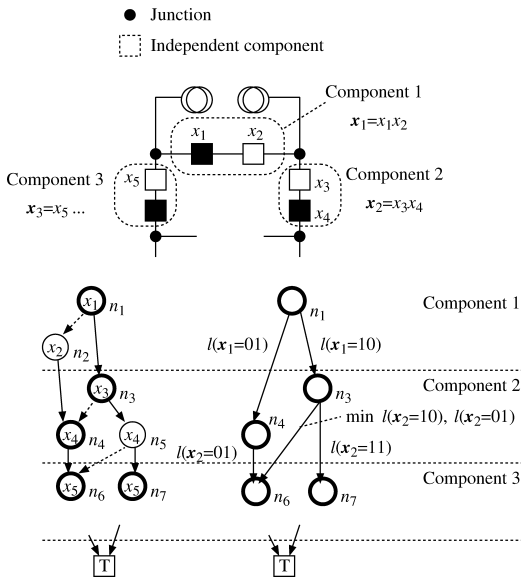 Junction
Independent component
Component 1
𝒙₁=x₁x₂
x₁ x₂
Component 3
𝒙₃=x₅ ...
x₅
x₃
x₄
Component 2
𝒙₂=x₃x₄
x₁ n₁
n₁
Component 1
x₂ n₂
l(𝒙₁=01)
l(𝒙₁=10)
Component 2
x₃ n₃
n₃
min l(𝒙₂=10), l(𝒙₂=01)
x₄ n₄
x₄ n₅
n₄
l(𝒙₂=01)
l(𝒙₂=11)
Component 3
x₅ n₆
x₅ n₇
n₆
n₇
T
T